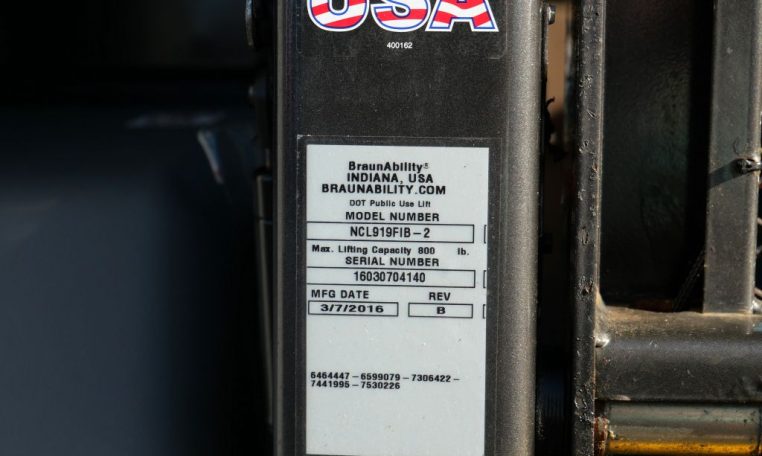 USA
400162
BraunAbility®
INDIANA, USA
BRAUNABILITY.COM
DOT Public Use Lift
MODEL NUMBER
NCL919FIB-2
Max. Lifting Capacity 800 lb.
SERIAL NUMBER
16030704140
MFG DATE REV
3/7/2016 B
6464447-6599079-7306422-
7441995-7530226